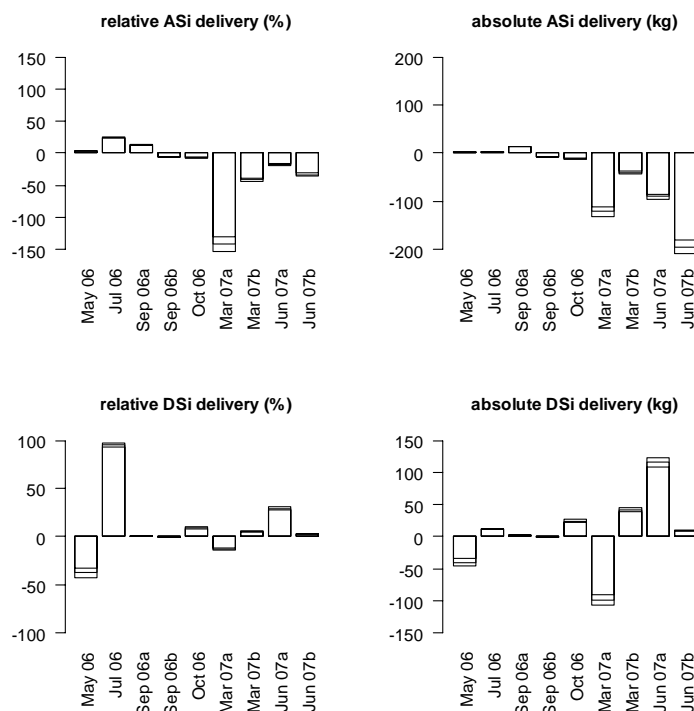 relative ASi delivery (%)
150
100
50
0
-50
-100
-150
May 06
Jul 06
Sep 06a
Sep 06b
Oct 06
Mar 07a
Mar 07b
Jun 07a
Jun 07b
absolute ASi delivery (kg)
200
100
0
-100
-200
May 06
Jul 06
Sep 06a
Sep 06b
Oct 06
Mar 07a
Mar 07b
Jun 07a
Jun 07b
relative DSi delivery (%)
100
50
0
-50
-100
May 06
Jul 06
Sep 06a
Sep 06b
Oct 06
Mar 07a
Mar 07b
Jun 07a
Jun 07b
absolute DSi delivery (kg)
150
100
50
0
-50
-100
-150
May 06
Jul 06
Sep 06a
Sep 06b
Oct 06
Mar 07a
Mar 07b
Jun 07a
Jun 07b